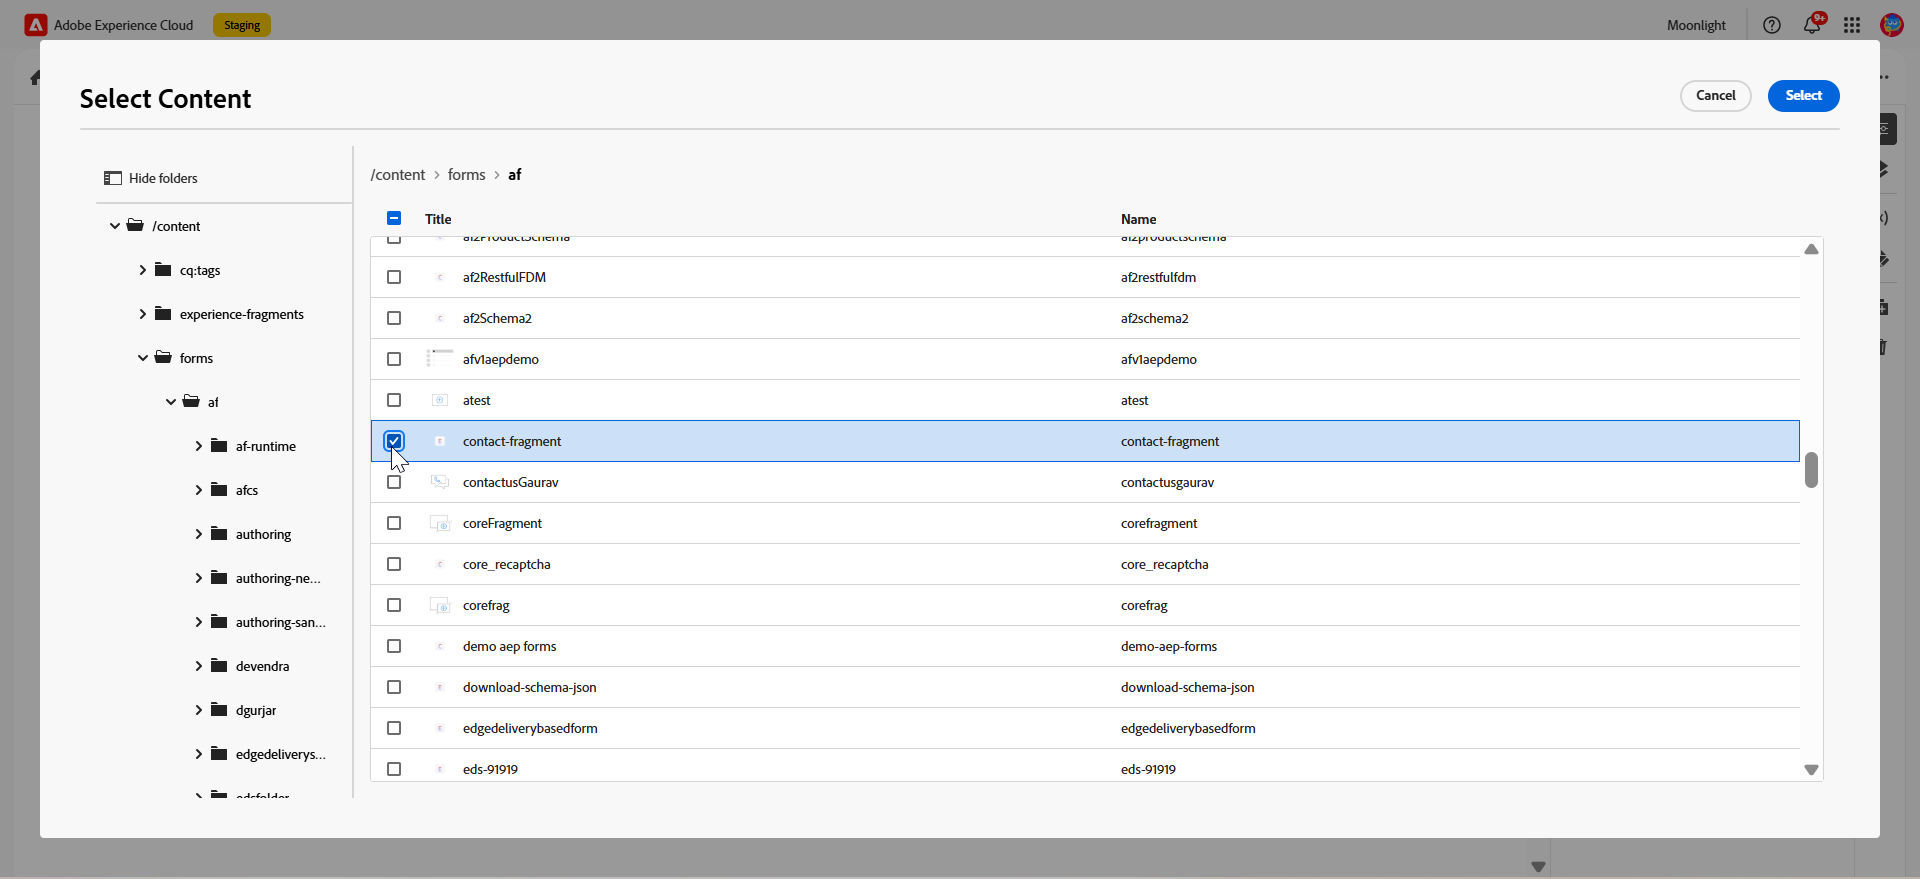 Adobe Experience Cloud
Staging
Moonlight
9+
Select Content
Cancel
Select
Hide folders
/content
cq:tags
experience-fragments
forms
af
af-runtime
afcs
authoring
authoring-ne...
authoring-san...
devendra
dgurjar
edgedeliverys...
edsfolder
/content > forms > af
Title Name
af2ProductSchema af2productschema
af2RestfulFDM af2restfulfdm
af2Schema2 af2schema2
afv1aepdemo afv1aepdemo
atest atest
contact-fragment contact-fragment
contactusGaurav contactusgaurav
coreFragment corefragment
core_recaptcha core_recaptcha
corefrag corefrag
demo aep forms demo-aep-forms
download-schema-json download-schema-json
edgedeliverybasedform edgedeliverybasedform
eds-91919 eds-91919